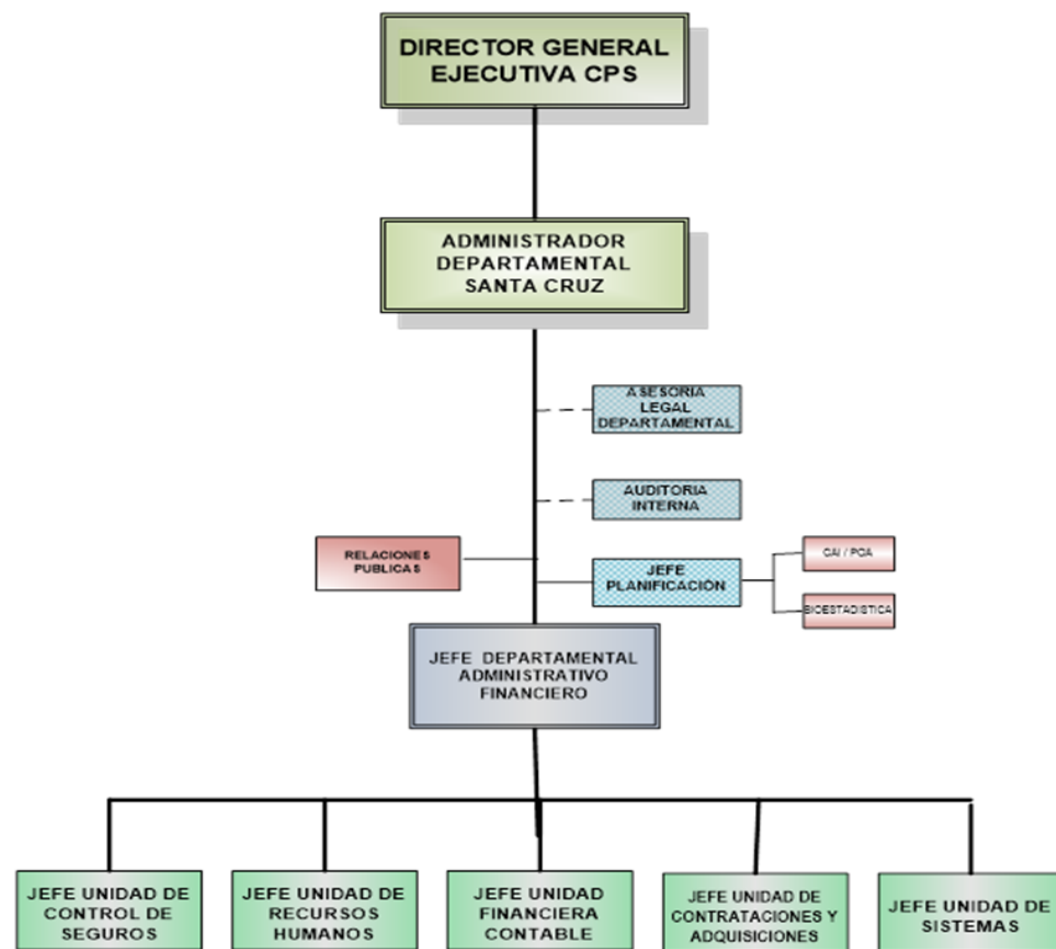 DIRECTOR GENERAL
EJECUTIVA CPS
ADMINISTRADOR
DEPARTAMENTAL
SANTA CRUZ
ASESORIA
LEGAL
DEPARTAMENTAL
AUDITORIA
INTERNA
RELACIONES
PUBLICAS
JEFE
PLANIFICACIÓN
CAI / PCA
BIOESTADISTICA
JEFE DEPARTAMENTAL
ADMINISTRATIVO
FINANCIERO
JEFE UNIDAD DE
CONTROL DE
SEGUROS
JEFE UNIDAD DE
RECURSOS
HUMANOS
JEFE UNIDAD
FINANCIERA
CONTABLE
JEFE UNIDAD DE
CONTRATACIONES Y
ADQUISICIONES
JEFE UNIDAD DE
SISTEMAS